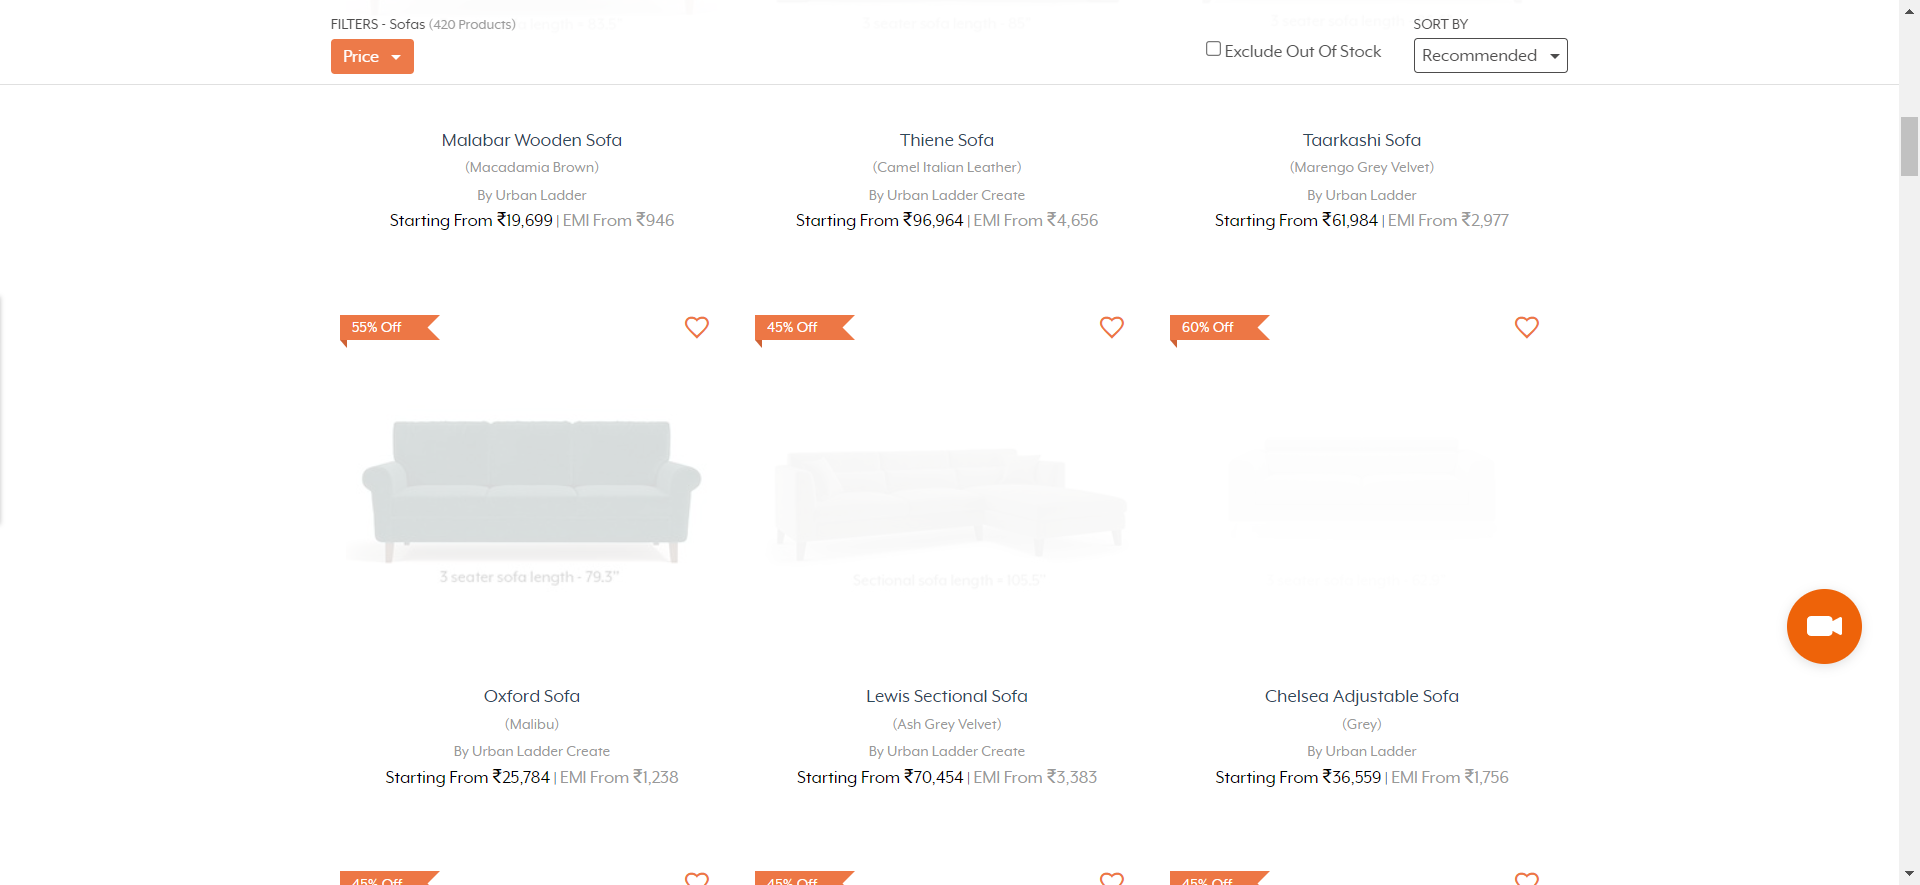 FILTERS - Sofas (420 Products)
SORT BY
Price
Exclude Out Of Stock
Recommended
Malabar Wooden Sofa
(Macadamia Brown)
By Urban Ladder
Starting From ₹19,699 | EMI From ₹946
Thiene Sofa
(Camel Italian Leather)
By Urban Ladder Create
Starting From ₹96,964 | EMI From ₹4,656
Taarkashi Sofa
(Marengo Grey Velvet)
By Urban Ladder
Starting From ₹61,984 | EMI From ₹2,977
55% Off
45% Off
60% Off
3 seater sofa length - 79.3"
Sectional sofa length - 105.5"
Oxford Sofa
(Malibu)
By Urban Ladder Create
Starting From ₹25,784 | EMI From ₹1,238
Lewis Sectional Sofa
(Ash Grey Velvet)
By Urban Ladder Create
Starting From ₹70,454 | EMI From ₹3,383
Chelsea Adjustable Sofa
(Grey)
By Urban Ladder
Starting From ₹36,559 | EMI From ₹1,756
45% Off
45% Off
45% Off